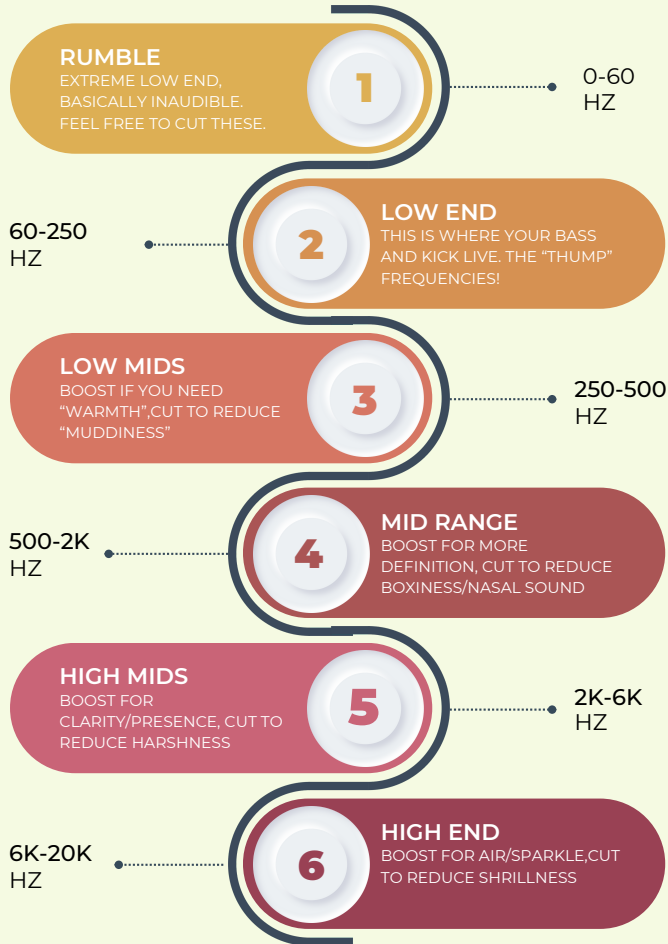 RUMBLE
EXTREME LOW END,
BASICALLY INAUDIBLE.
FEEL FREE TO CUT THESE.
1
0-60
HZ
60-250
HZ
2
LOW END
THIS IS WHERE YOUR BASS
AND KICK LIVE. THE “THUMP”
FREQUENCIES!
LOW MIDS
BOOST IF YOU NEED
“WARMTH”,CUT TO REDUCE
“MUDDINESS”
3
250-500
HZ
500-2K
HZ
4
MID RANGE
BOOST FOR MORE
DEFINITION, CUT TO REDUCE
BOXINESS/NASAL SOUND
HIGH MIDS
BOOST FOR
CLARITY/PRESENCE, CUT TO
REDUCE HARSHNESS
5
2K-6K
HZ
6K-20K
HZ
6
HIGH END
BOOST FOR AIR/SPARKLE,CUT
TO REDUCE SHRILLNESS